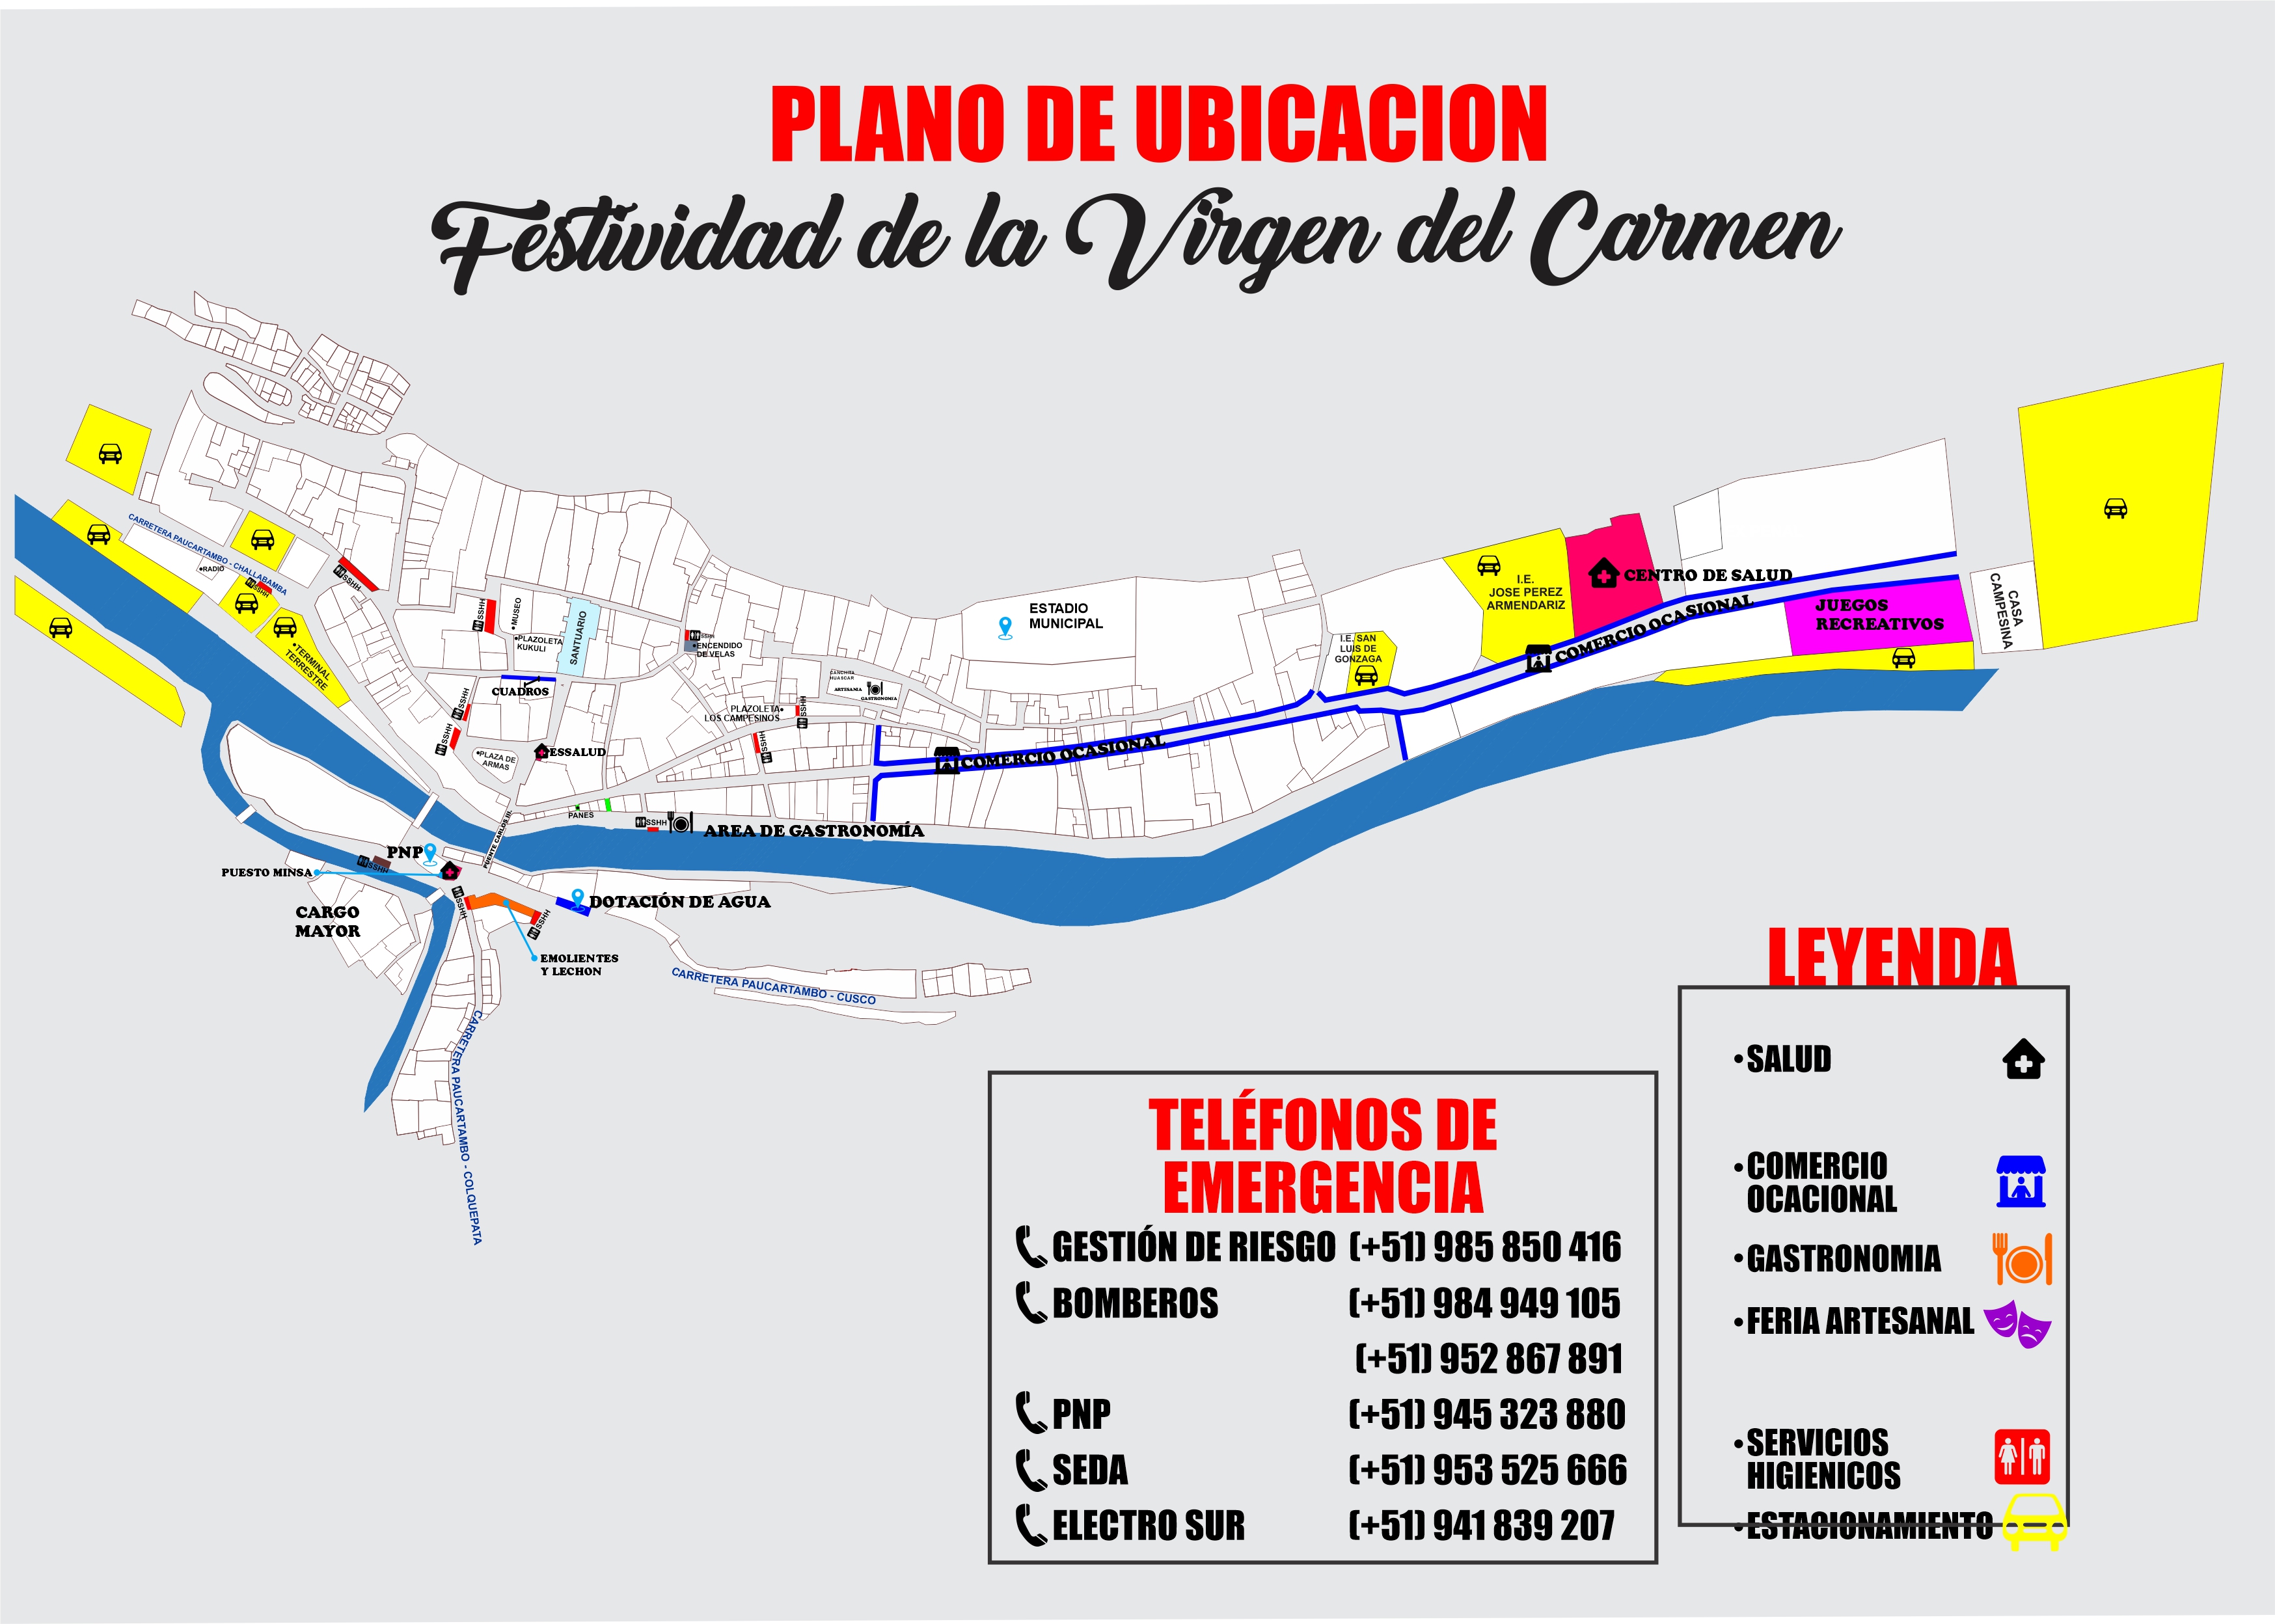 PLANO DE UBICACION
Festividad de la Virgen del Carmen
CARRETERA PAUCARTAMBO - CHALLABAMBA
RADIO
SSHH
SSHH
TERMINAL
TERRESTRE
SSHH
MUSEO
PLAZOLETA
KUKULI
SANTUARIO
CUADROS
SSHH
SSHH
PLAZA DE
ARMAS
ESSALUD
SSHH
ENCENDIDO
DE VELAS
CANCHITA
HUASCAR
ARTESANIA
GASTRONOMIA
PLAZOLETA
LOS CAMPESINOS
SSHH
SSHH
ESTADIO
MUNICIPAL
COMERCIO OCASIONAL
I.E. SAN
LUIS DE
GONZAGA
I.E.
JOSE PEREZ
ARMENDARIZ
CENTRO DE SALUD
COMERCIO OCASIONAL
JUEGOS
RECREATIVOS
CASA
CAMPESINA
PANES
SSHH
AREA DE GASTRONOMÍA
PUENTE CARLOS III.
PNP
SSHH
PUESTO MINSA
CARGO
MAYOR
SSHH
SSHH
DOTACIÓN DE AGUA
EMOLIENTES
Y LECHON
CARRETERA PAUCARTAMBO - CUSCO
CARRETERA PAUCARTAMBO - COLQUEPATA
LEYENDA
•SALUD
•COMERCIO
OCACIONAL
•GASTRONOMIA
•FERIA ARTESANAL
•SERVICIOS
HIGIENICOS
•ESTACIONAMIENTO
TELÉFONOS DE
EMERGENCIA
GESTIÓN DE RIESGO (+51) 985 850 416
BOMBEROS (+51) 984 949 105
(+51) 952 867 891
PNP (+51) 945 323 880
SEDA (+51) 953 525 666
ELECTRO SUR (+51) 941 839 207